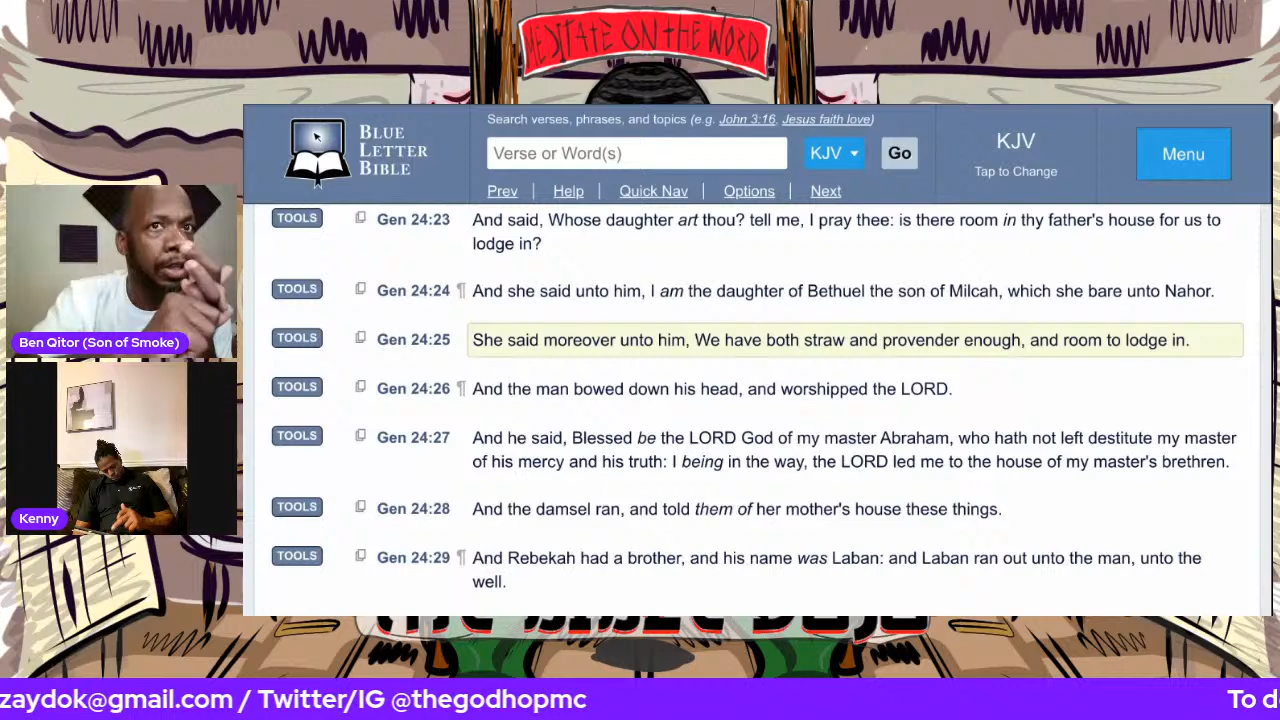 MEDITATE ON THE WORD
BLUE
LETTER
BIBLE
Search verses, phrases, and topics (e.g. John 3:16, Jesus faith love)
Verse or Word(s)
KJV
Go
KJV
Tap to Change
Menu
Prev | Help | Quick Nav | Options | Next
TOOLS Gen 24:23 And said, Whose daughter art thou? tell me, I pray thee: is there room in thy father's house for us to
lodge in?
TOOLS Gen 24:24 ¶ And she said unto him, I am the daughter of Bethuel the son of Milcah, which she bare unto Nahor.
TOOLS Gen 24:25 She said moreover unto him, We have both straw and provender enough, and room to lodge in.
TOOLS Gen 24:26 ¶ And the man bowed down his head, and worshipped the LORD.
TOOLS Gen 24:27 And he said, Blessed be the LORD God of my master Abraham, who hath not left destitute my master
of his mercy and his truth: I being in the way, the LORD led me to the house of my master's brethren.
TOOLS Gen 24:28 And the damsel ran, and told them of her mother's house these things.
TOOLS Gen 24:29 ¶ And Rebekah had a brother, and his name was Laban: and Laban ran out unto the man, unto the
well.
Ben Qitor (Son of Smoke)
Kenny
zaydok@gmail.com / Twitter/IG @thegodhopmc
To d